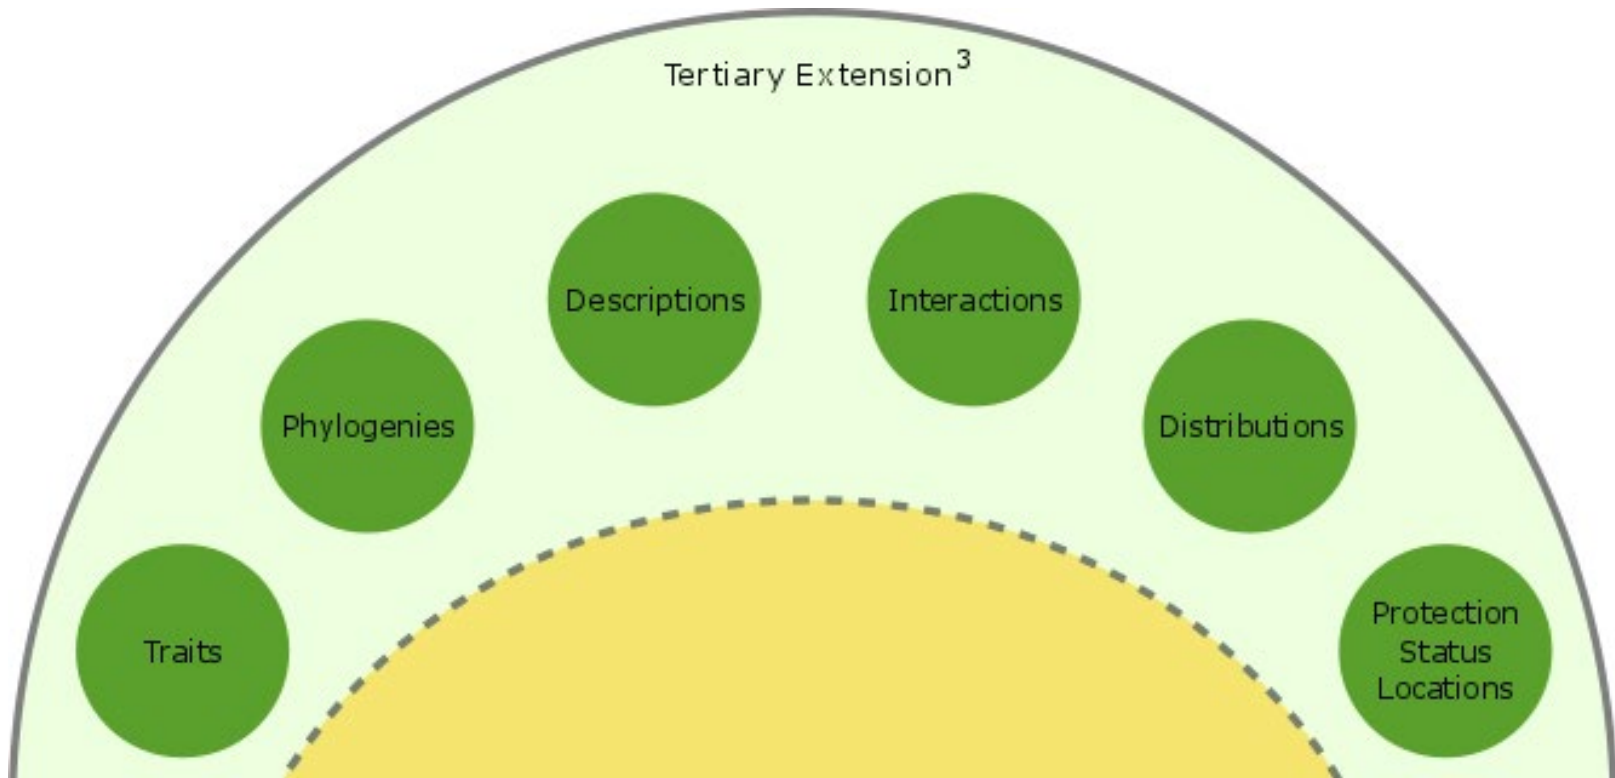 Tertiary Extension³
Descriptions
Interactions
Phylogenies
Distributions
Traits
Protection
Status
Locations